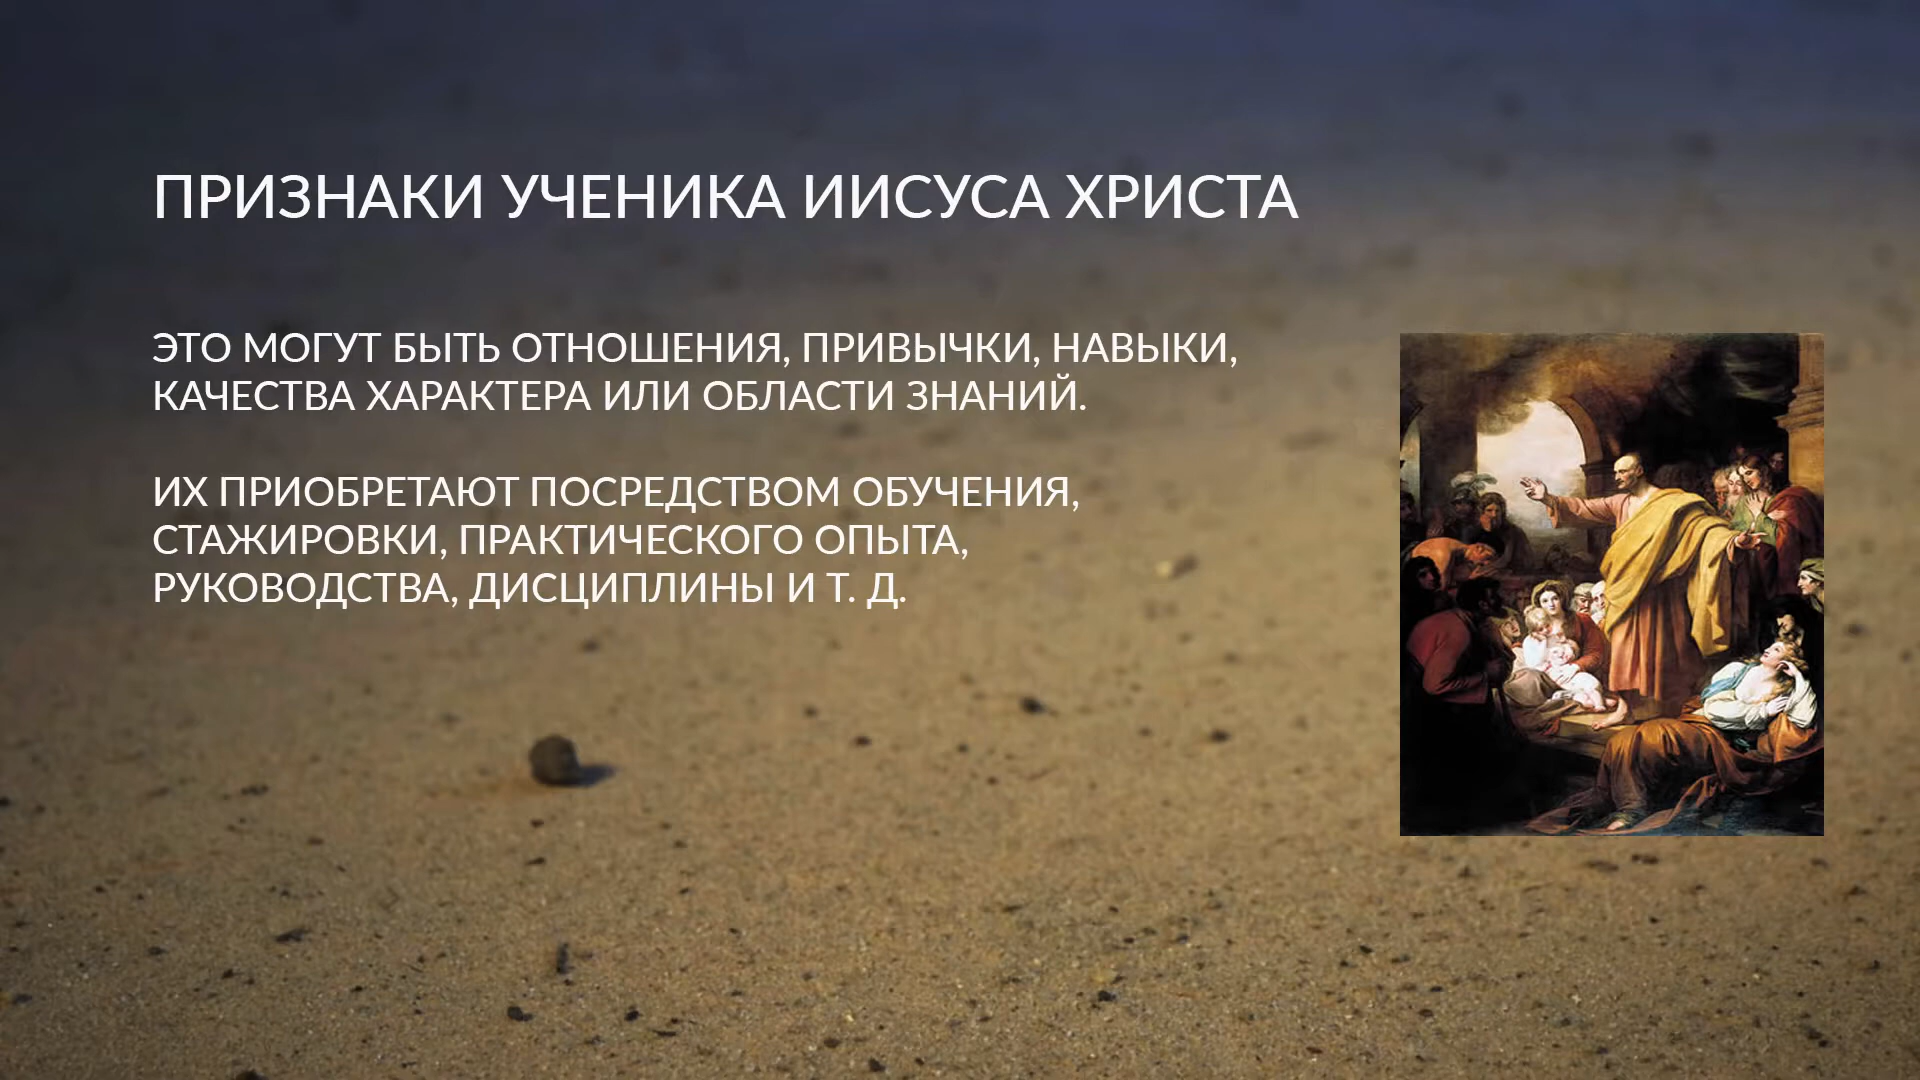 ПРИЗНАКИ УЧЕНИКА ИИСУСА ХРИСТА
ЭТО МОГУТ БЫТЬ ОТНОШЕНИЯ, ПРИВЫЧКИ, НАВЫКИ,
КАЧЕСТВА ХАРАКТЕРА ИЛИ ОБЛАСТИ ЗНАНИЙ.
ИХ ПРИОБРЕТАЮТ ПОСРЕДСТВОМ ОБУЧЕНИЯ,
СТАЖИРОВКИ, ПРАКТИЧЕСКОГО ОПЫТА,
РУКОВОДСТВА, ДИСЦИПЛИНЫ И Т. Д.